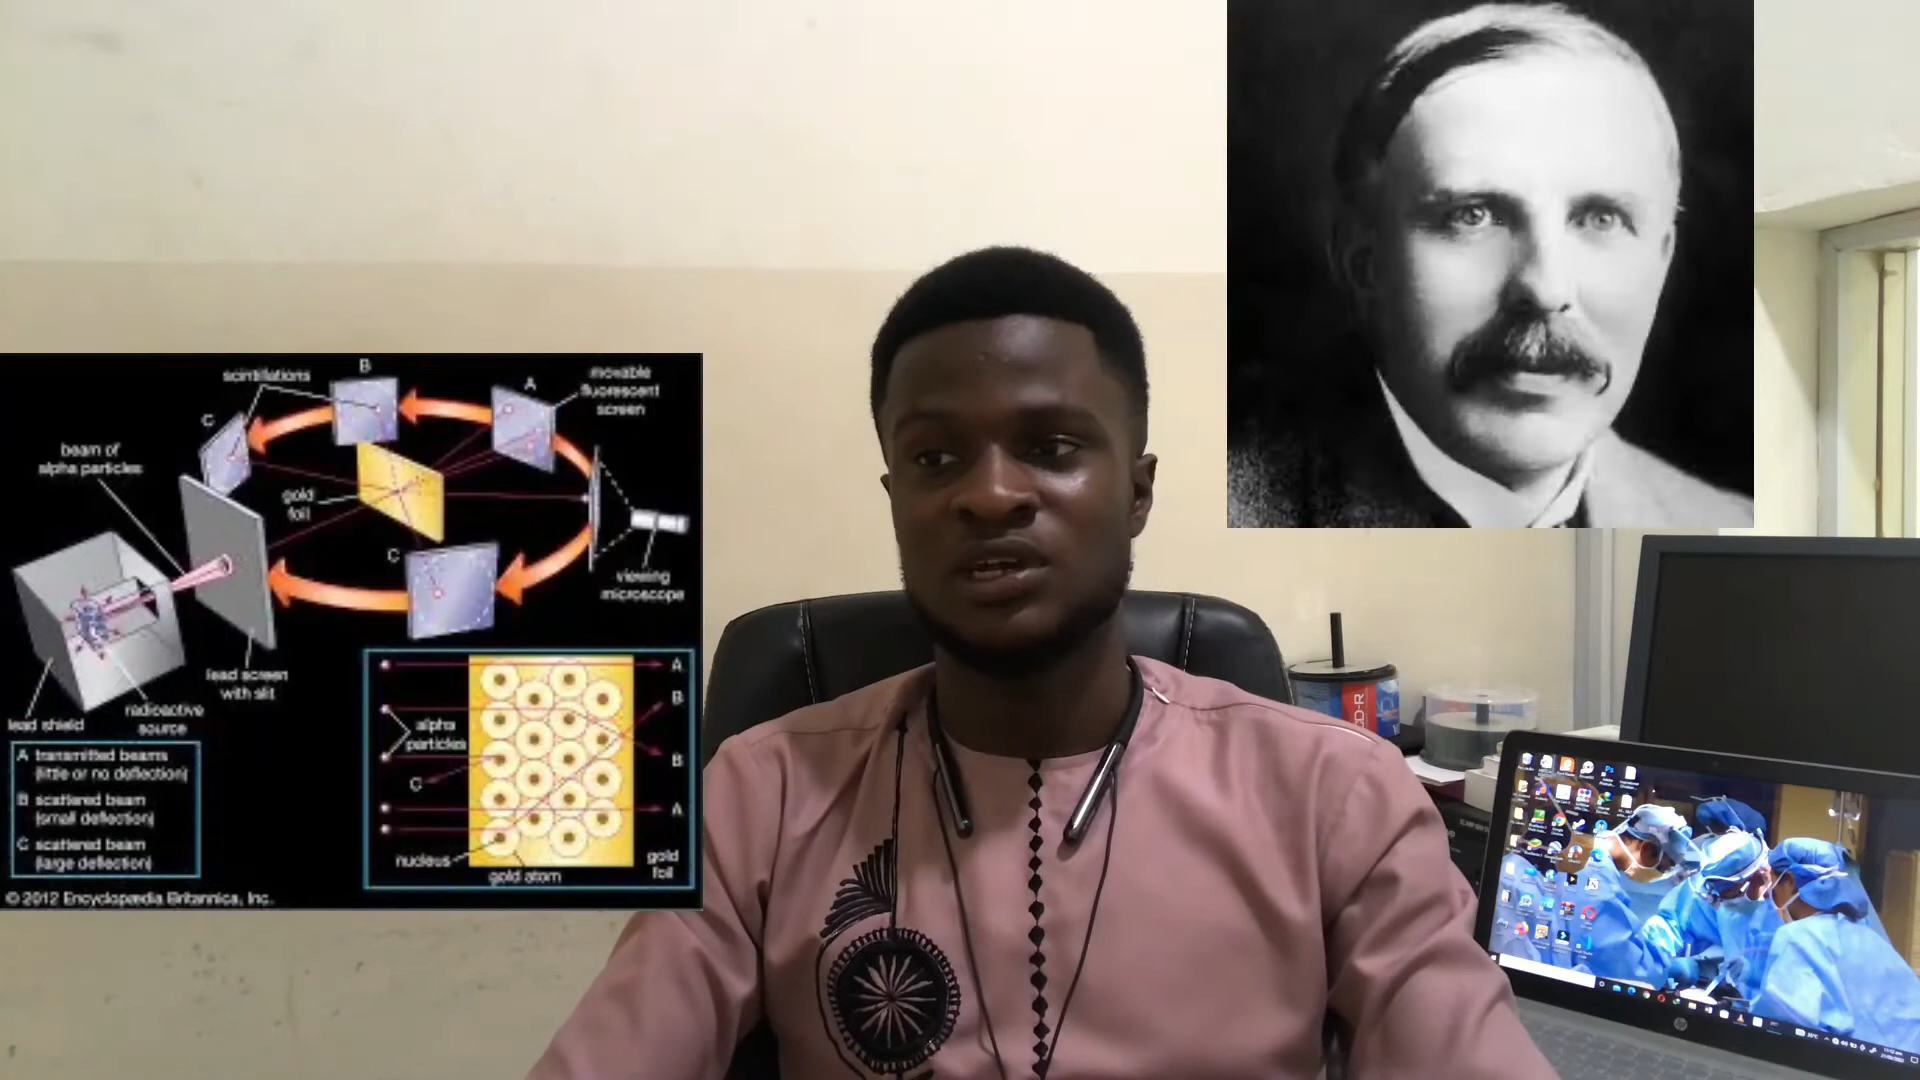 B
scintillations
A
movable
fluorescent
screen
C
beam of
alpha particles
gold
foil
C
viewing
microscope
lead screen
with slit
lead shield
radioactive
source
A transmitted beams
(little or no deflection)
B scattered beam
(small deflection)
C scattered beam
(large deflection)
A
B
alpha
particles
B
C
A
nucleus
gold atom
gold
foil
© 2012 Encyclopædia Britannica, Inc.
CD-R